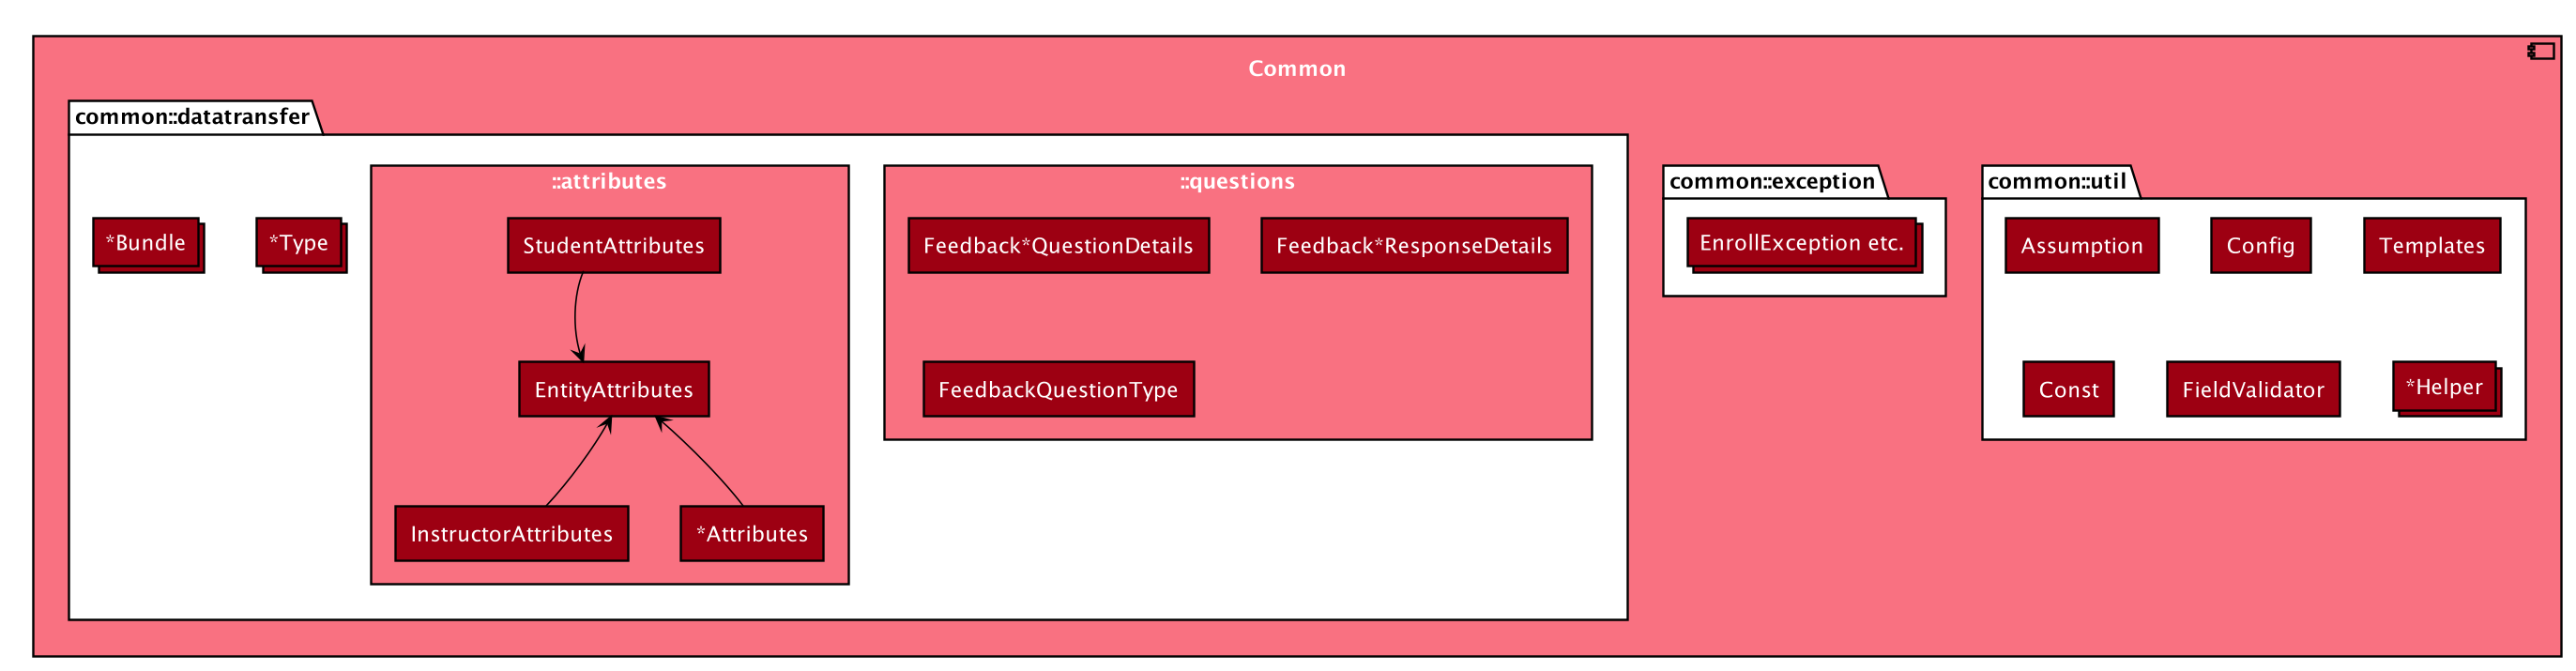 Common
common::datatransfer
*Bundle
*Type
::attributes
StudentAttributes
EntityAttributes
InstructorAttributes
*Attributes
::questions
Feedback*QuestionDetails
Feedback*ResponseDetails
FeedbackQuestionType
common::exception
EnrollException etc.
common::util
Assumption
Config
Templates
Const
FieldValidator
*Helper